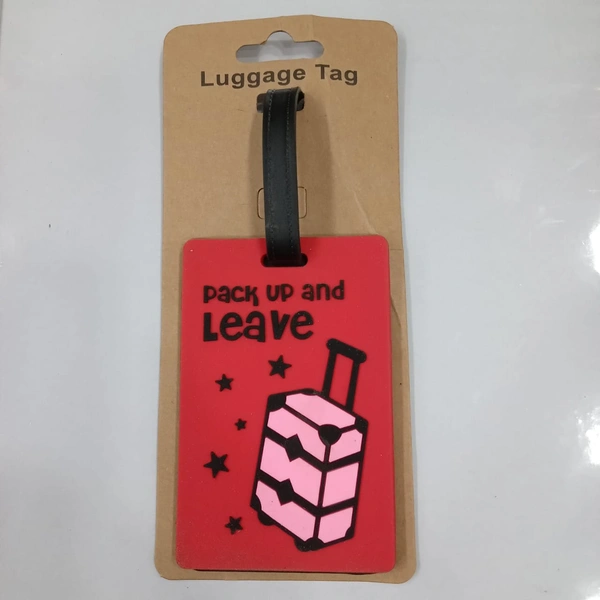 Luggage Tag
pack up and
Leave